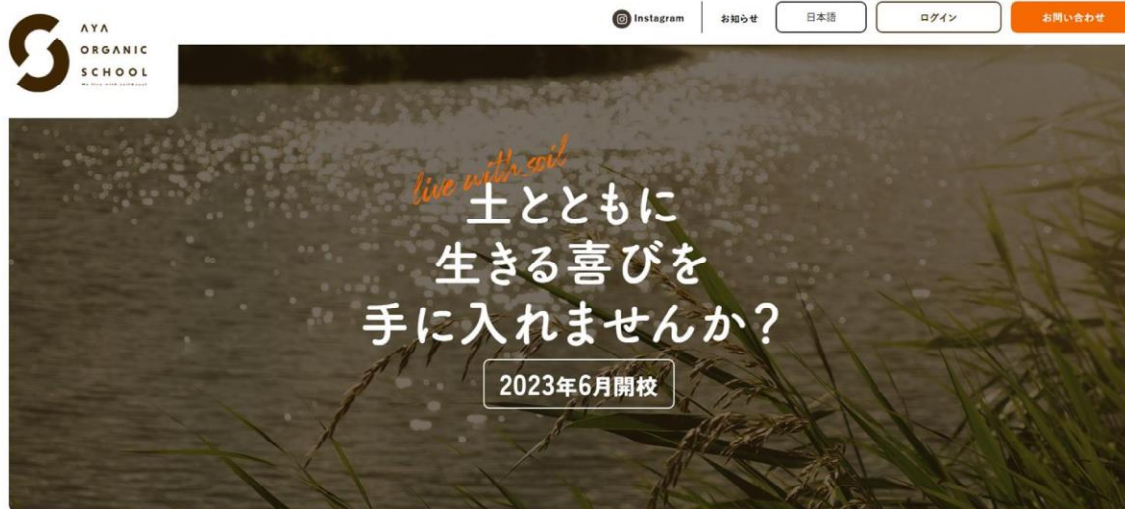 AYA
ORGANIC
SCHOOL
Instagram
お知らせ
日本語
ログイン
お問い合わせ
live with soil
土とともに
生きる喜びを
手に入れませんか?
2023年6月開校